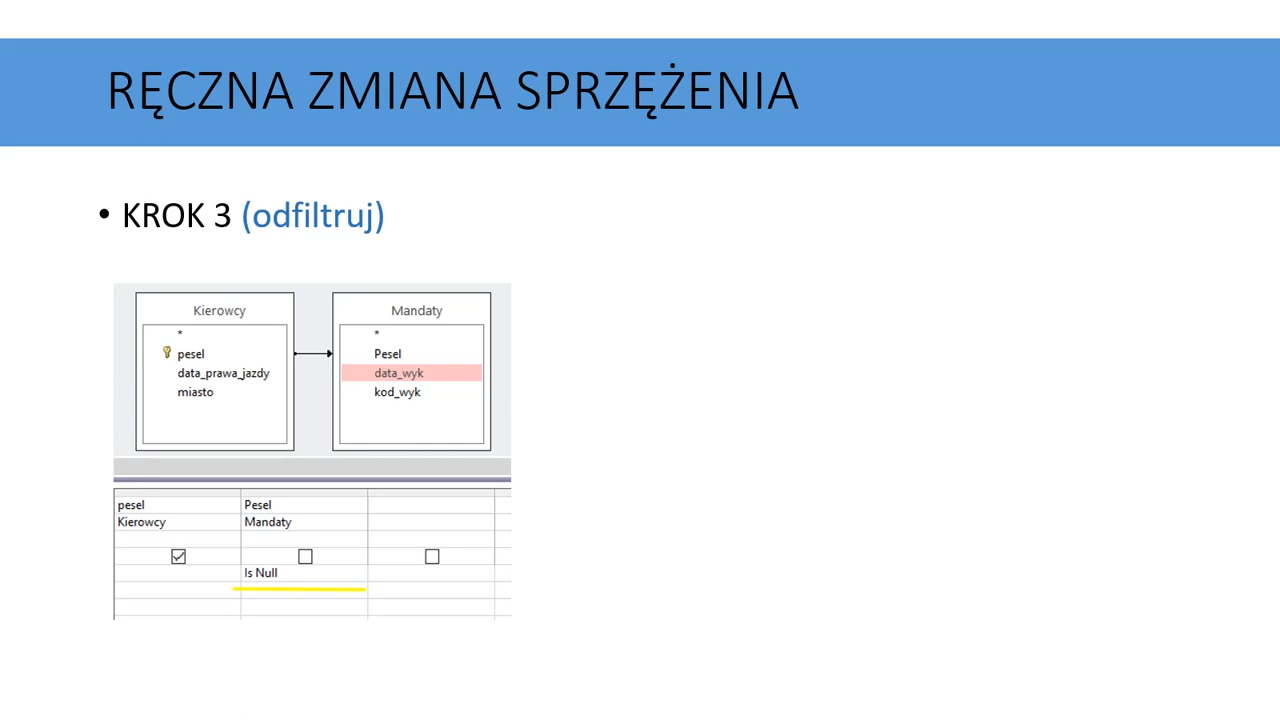 RĘCZNA ZMIANA SPRZĘŻENIA
• KROK 3 (odfiltruj)
Kierowcy
*
pesel
data_prawa_jazdy
miasto
Mandaty
*
Pesel
data_wyk
kod_wyk
pesel Pesel
Kierowcy Mandaty
Is Null